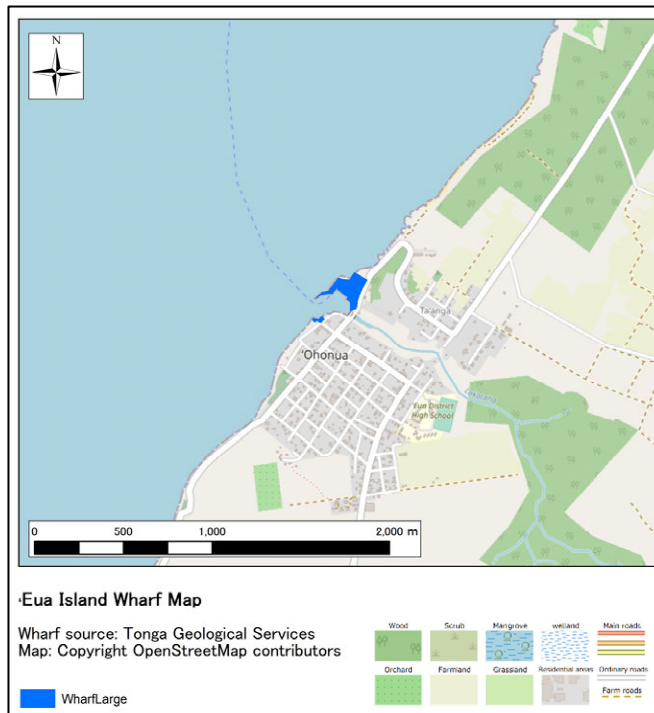 N
Ta'anga
'Ohonua
Lokupana
Eua District
High School
0 500 1,000 2,000 m
'Eua Island Wharf Map
Wharf source: Tonga Geological Services
Map: Copyright OpenStreetMap contributors
WharfLarge
Wood Scrub Mangrove welland Main roads
Orchard Farmland Grassland Residential areas Ordinary roads
Farm roads